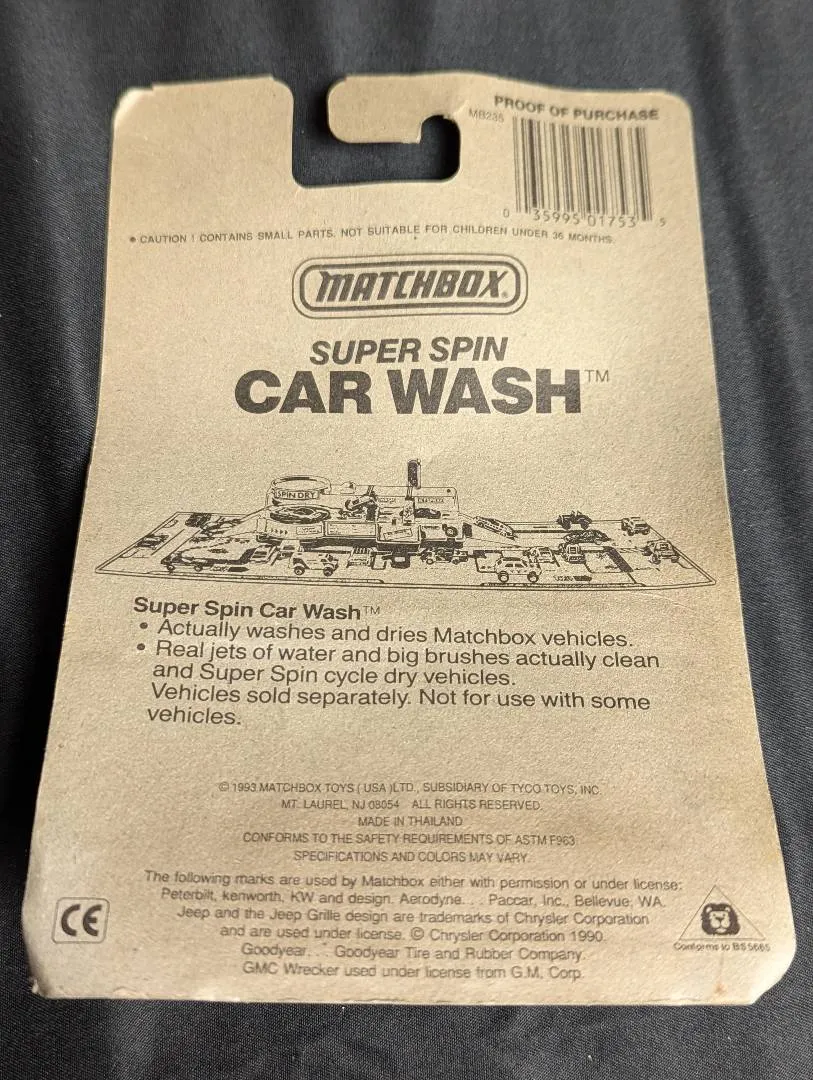 PROOF OF PURCHASE
MB235
0 35995 01753 5
• CAUTION ! CONTAINS SMALL PARTS. NOT SUITABLE FOR CHILDREN UNDER 36 MONTHS.
MATCHBOX®
SUPER SPIN
CAR WASH™
SPIN DRY
Super Spin Car Wash™
• Actually washes and dries Matchbox vehicles.
• Real jets of water and big brushes actually clean
and Super Spin cycle dry vehicles.
Vehicles sold separately. Not for use with some
vehicles.
© 1993 MATCHBOX TOYS ( USA )LTD., SUBSIDIARY OF TYCO TOYS, INC.
MT. LAUREL, NJ 08054 ALL RIGHTS RESERVED.
MADE IN THAILAND
CONFORMS TO THE SAFETY REQUIREMENTS OF ASTM F963
SPECIFICATIONS AND COLORS MAY VARY.
The following marks are used by Matchbox either with permission or under license:
Peterbilt, kenworth, KW and design. Aerodyne. . . Paccar, Inc., Bellevue, WA.
Jeep and the Jeep Grille design are trademarks of Chrysler Corporation
and are used under license. © Chrysler Corporation 1990.
Goodyear. . . Goodyear Tire and Rubber Company.
GMC Wrecker used under license from G.M. Corp.
CE
Conforms to BS 5665